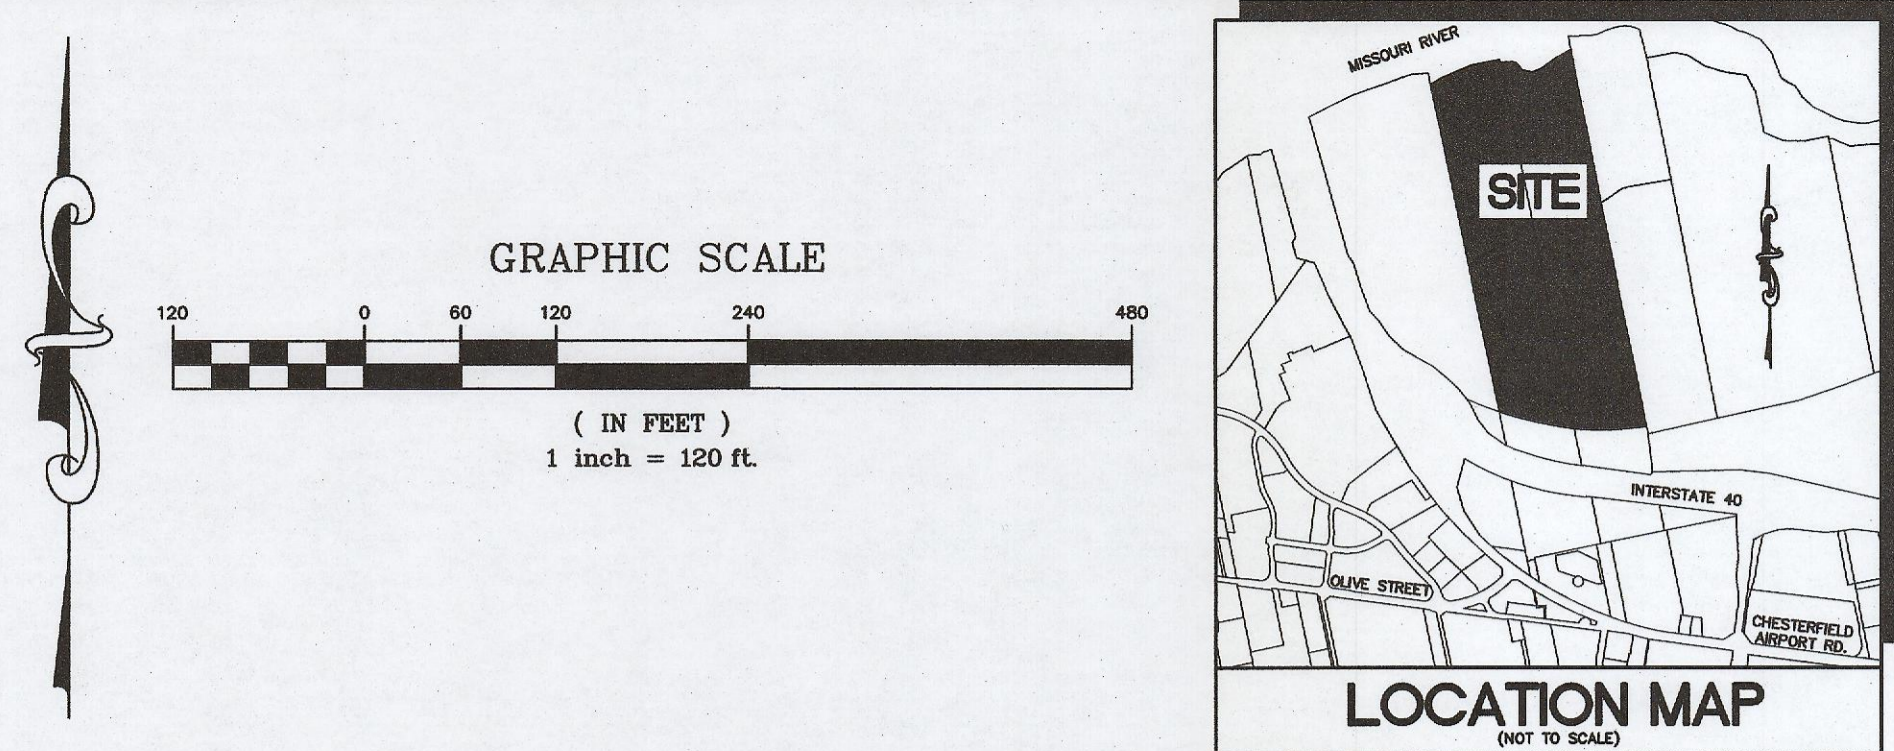 GRAPHIC SCALE
120 0 60 120 240 480
( IN FEET )
1 inch = 120 ft.
MISSOURI RIVER
SITE
INTERSTATE 40
OLIVE STREET
CHESTERFIELD
AIRPORT RD.
LOCATION MAP
(NOT TO SCALE)